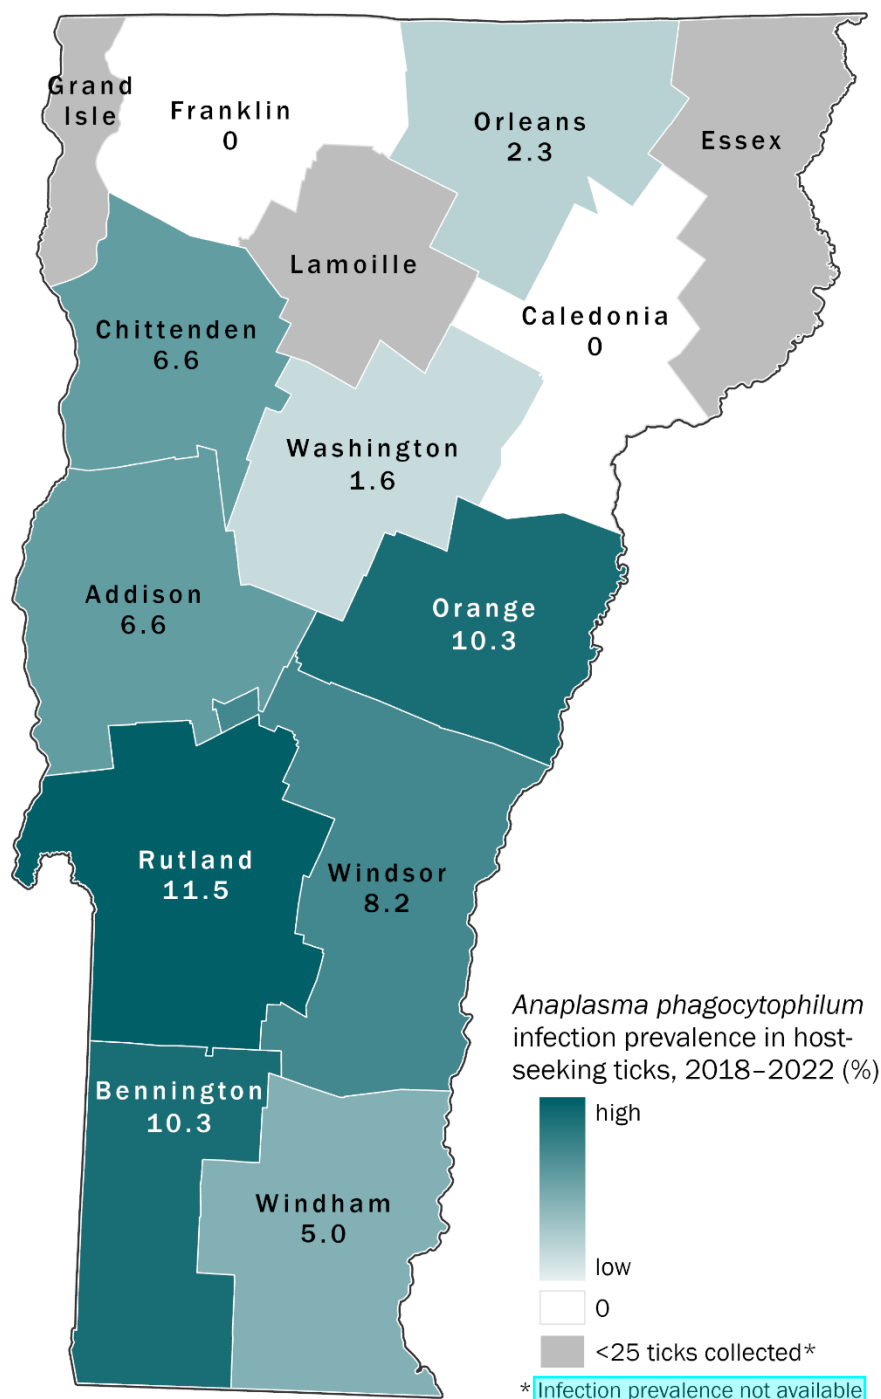 Grand
Isle
Franklin
0
Orleans
2.3
Essex
Lamoille
Chittenden
6.6
Caledonia
0
Washington
1.6
Addison
6.6
Orange
10.3
Rutland
11.5
Windsor
8.2
Bennington
10.3
Windham
5.0
Anaplasma phagocytophilum
infection prevalence in host-
seeking ticks, 2018–2022 (%)
high
low
0
<25 ticks collected*
*Infection prevalence not available